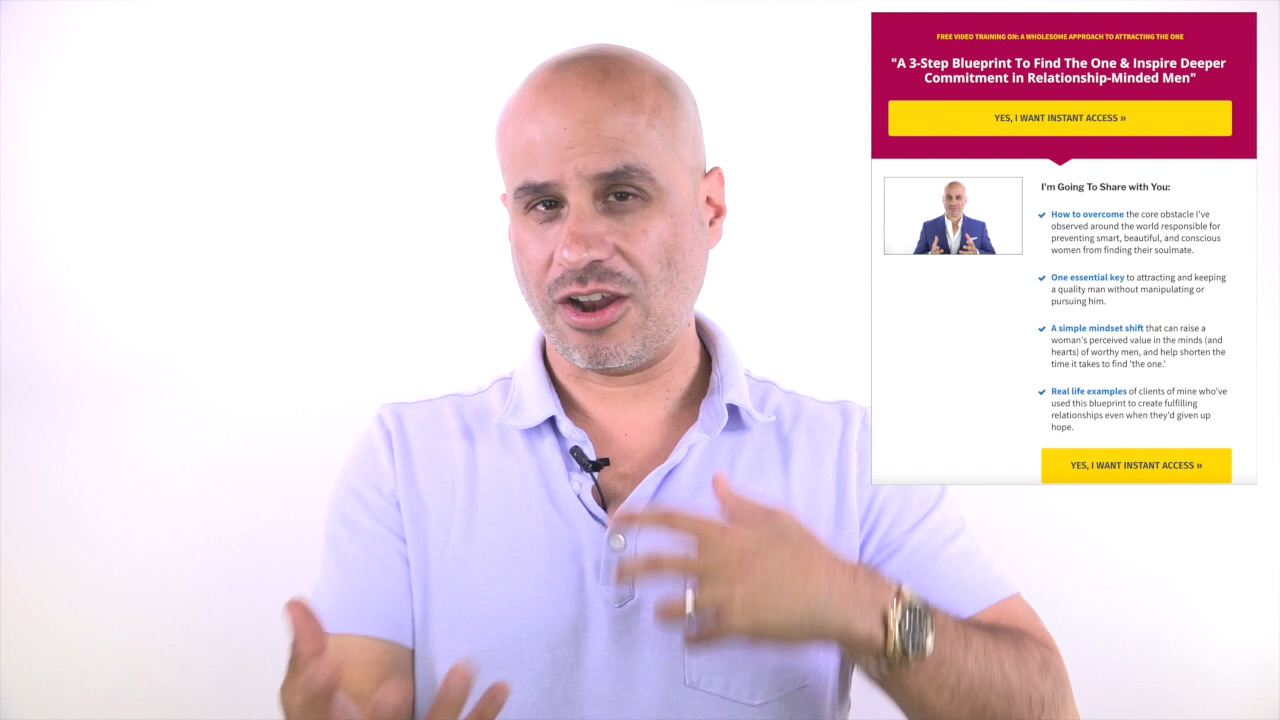 FREE VIDEO TRAINING ON: A WHOLESOME APPROACH TO ATTRACTING THE ONE
"A 3-Step Blueprint To Find The One & Inspire Deeper
Commitment in Relationship-Minded Men"
YES, I WANT INSTANT ACCESS »
I'm Going To Share with You:
How to overcome the core obstacle I've
observed around the world responsible for
preventing smart, beautiful, and conscious
women from finding their soulmate.
One essential key to attracting and keeping
a quality man without manipulating or
pursuing him.
A simple mindset shift that can raise a
woman's perceived value in the minds (and
hearts) of worthy men, and help shorten the
time it takes to find 'the one.'
Real life examples of clients of mine who've
used this blueprint to create fulfilling
relationships even when they'd given up
hope.
YES, I WANT INSTANT ACCESS »